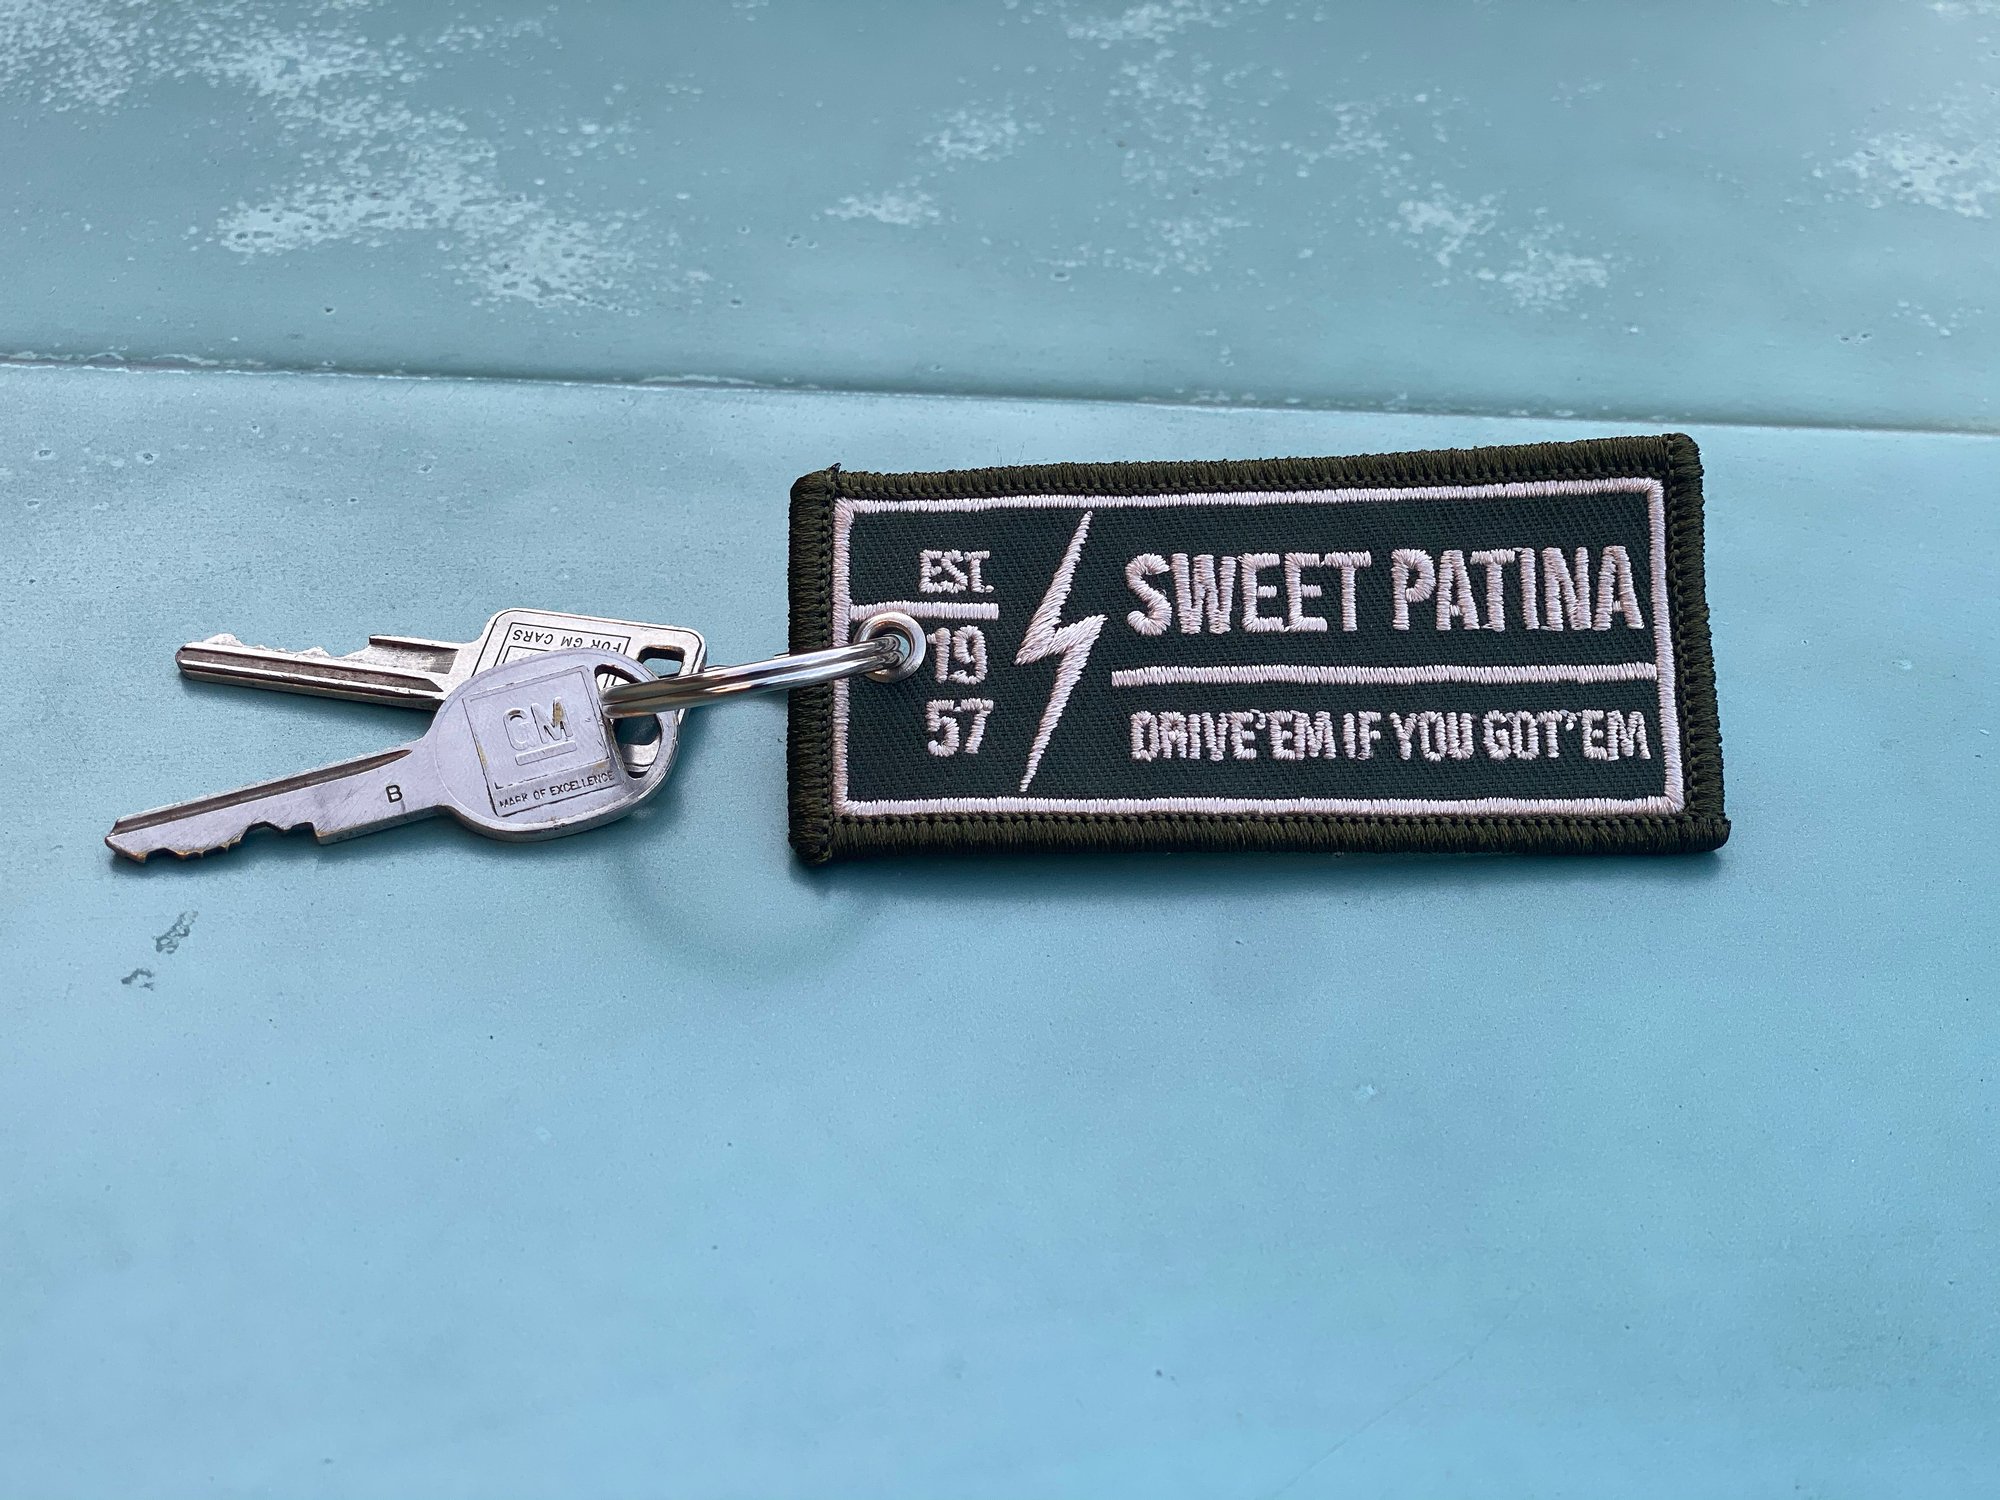 EST.
19
57
SWEET PATINA
DRIVE'EM IF YOU GOT'EM
FOR GM CARS
GM
MARK OF EXCELLENCE
B